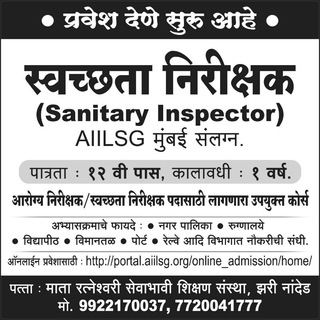 • प्रवेश देणे सुरु आहे •
स्वच्छता निरीक्षक
(Sanitary Inspector)
AIILSG मुंबई संलग्न.
पात्रता : १२ वी पास, कालावधी : १ वर्ष.
आरोग्य निरीक्षक/स्वच्छता निरीक्षक पदासाठी लागणारा उपयुक्त कोर्स
अभ्यासक्रमाचे फायदे : • नगर पालिका • रुग्णालये
• विद्यापीठ • विमानतळ • पोर्ट • रेल्वे आदि विभागात नौकरीची संधी.
ऑनलाईन प्रवेशासाठी : http://portal.aiilsg.org/online_admission/home/
पत्ता : माता रत्नेश्वरी सेवाभावी शिक्षण संस्था, झरी नांदेड
मो. 9922170037, 7720041777